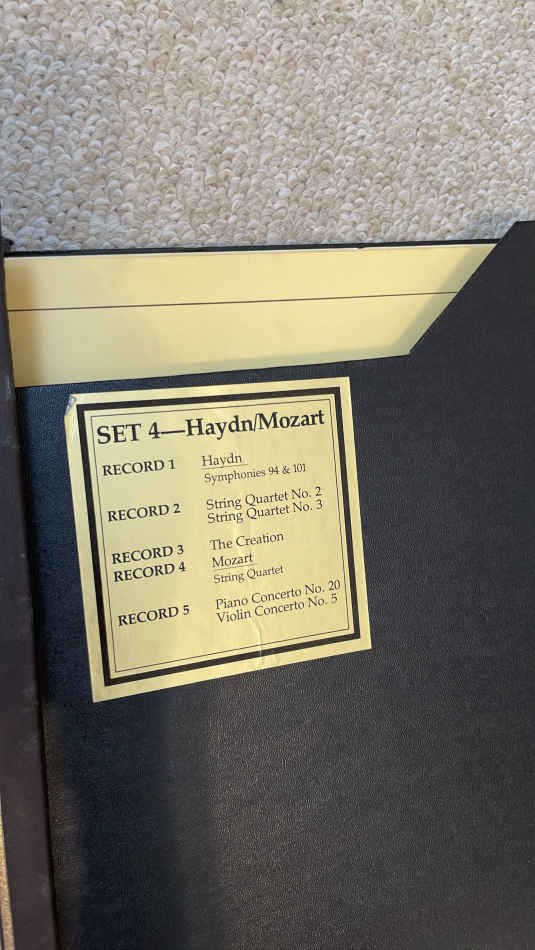 SET 4—Haydn/Mozart
RECORD 1 Haydn
Symphonies 94 & 101
RECORD 2 String Quartet No. 2
String Quartet No. 3
RECORD 3 The Creation
RECORD 4 Mozart
String Quartet
RECORD 5 Piano Concerto No. 20
Violin Concerto No. 5